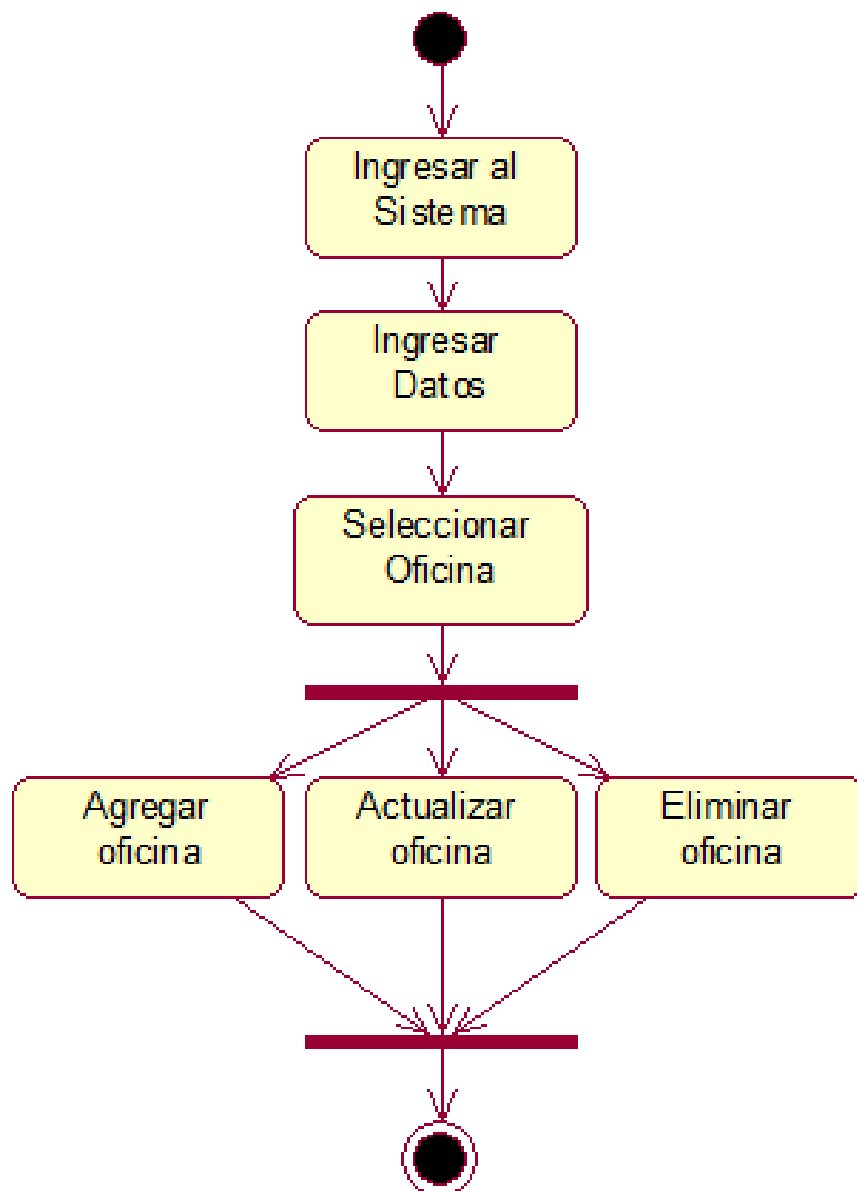 Ingresar al
Sistema
Ingresar
Datos
Seleccionar
Oficina
Agregar
oficina
Actualizar
oficina
Eliminar
oficina